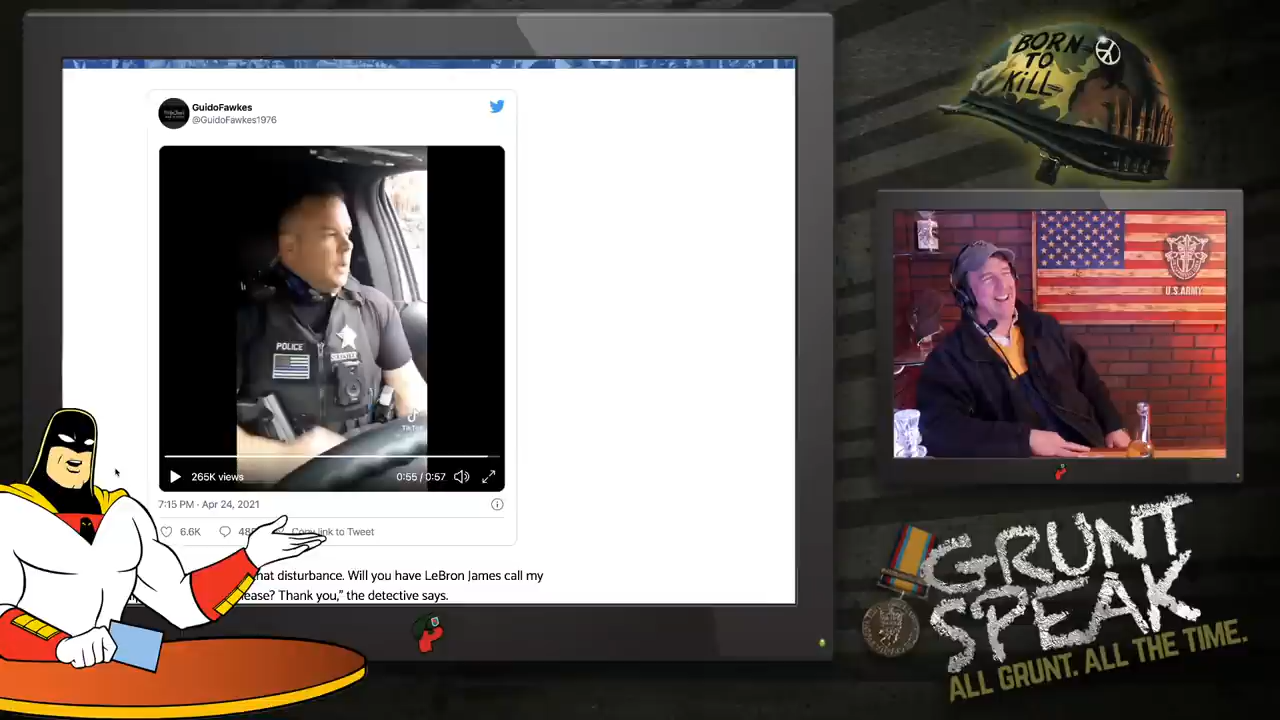 GuidoFawkes
@GuidoFawkes1976
POLICE
TikTok
265K views
0:55 / 0:57
7:15 PM · Apr 24, 2021
6.6K
Copy link to Tweet
hat disturbance. Will you have LeBron James call my
ease? Thank you,” the detective says.
BORN
TO
KILL
U.S ARMY
GRUNT
SPEAK
ALL GRUNT. ALL THE TIME.